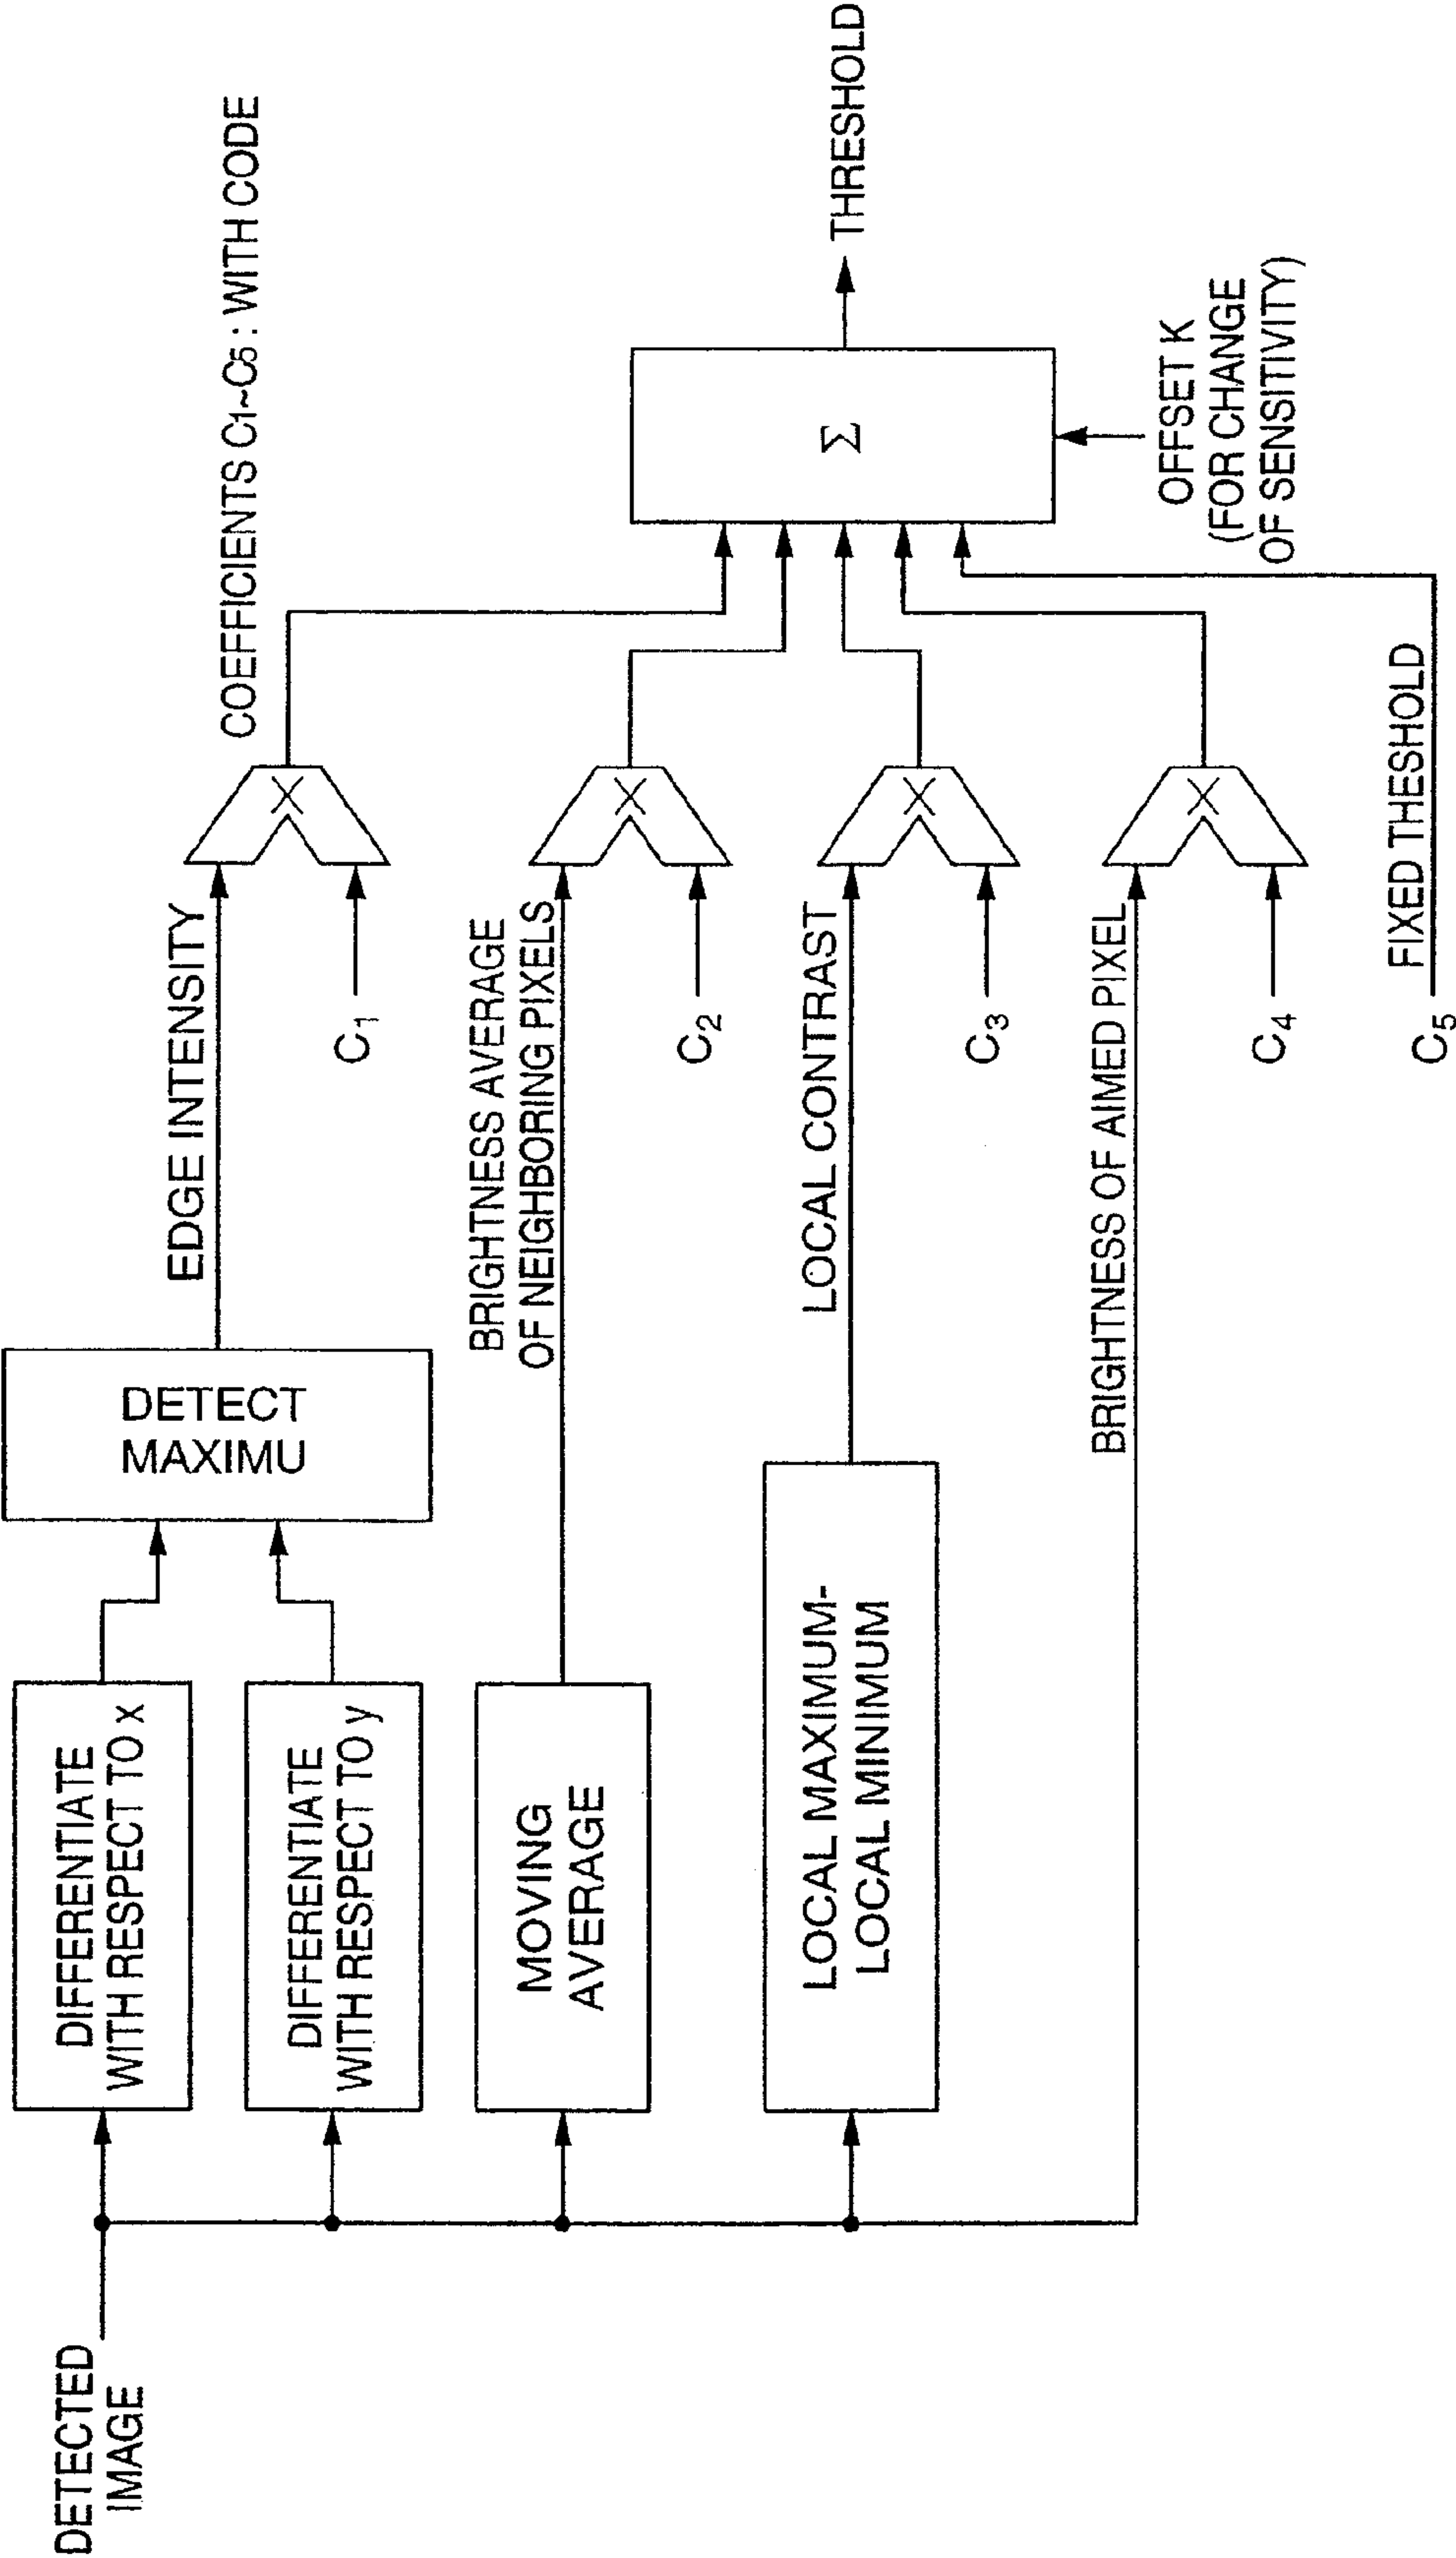 DETECTED
IMAGE
DIFFERENTIATE
WITH RESPECT TO x
DIFFERENTIATE
WITH RESPECT TO y
MOVING
AVERAGE
LOCAL MAXIMUM-
LOCAL MINIMUM
DETECT
MAXIMU
EDGE INTENSITY
C1
BRIGHTNESS AVERAGE
OF NEIGHBORING PIXELS
C2
LOCAL CONTRAST
C3
BRIGHTNESS OF AIMED PIXEL
C4
FIXED THESHOLD
C5
X
X
X
X
COEFFICIENTS C1~C5 : WITH CODE
Σ
OFFSET K
(FOR CHANGE
OF SENSITIVITY)
THRESHOLD